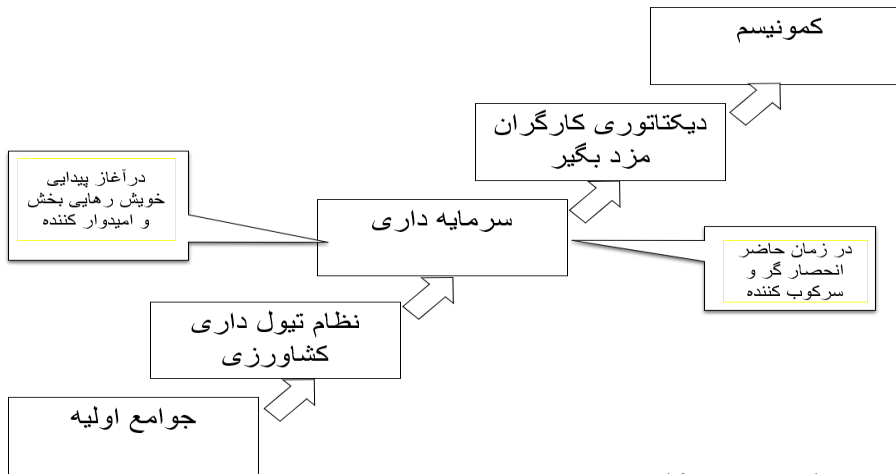 کمونیسم
دیکتاتوری کارگران
مزد بگیر
سرمایه داری
درآغاز پیدایی
خویش رهایی بخش
و امیدوار کننده
در زمان حاضر
انحصار گر و
سرکوب کننده
نظام تیول داری
کشاورزی
جوامع اولیه